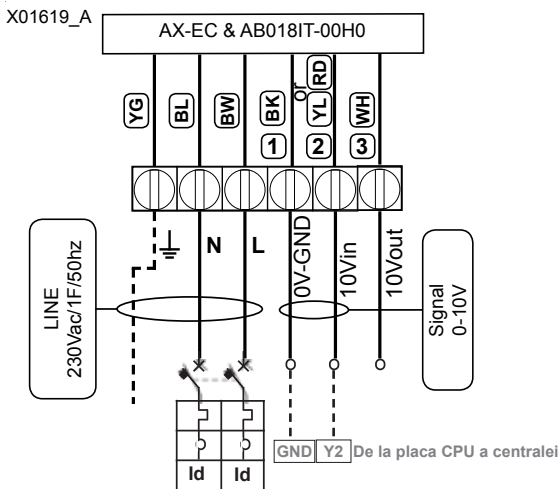 X01619_A
AX-EC & AB018IT-00H0
YG
BL
BW
BK
or
YL
RD
WH
1
2
3
N
L
0V-GND
10Vin
10Vout
LINE
230Vac/1F/50hz
Signal
0-10V
GND Y2 De la placa CPU a centralei
Id Id